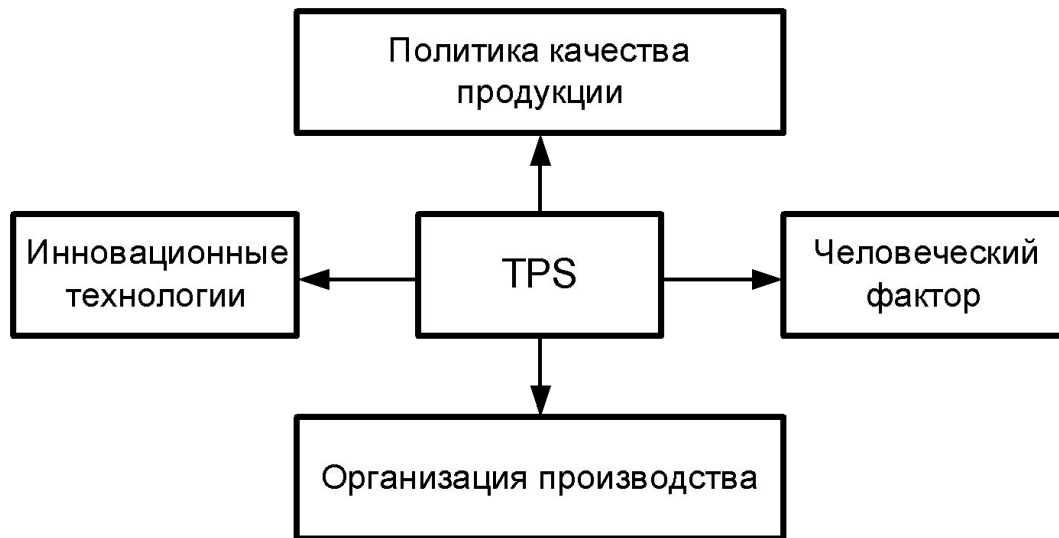 Политика качества
продукции
Инновационные
технологии
TPS
Человеческий
фактор
Организация производства